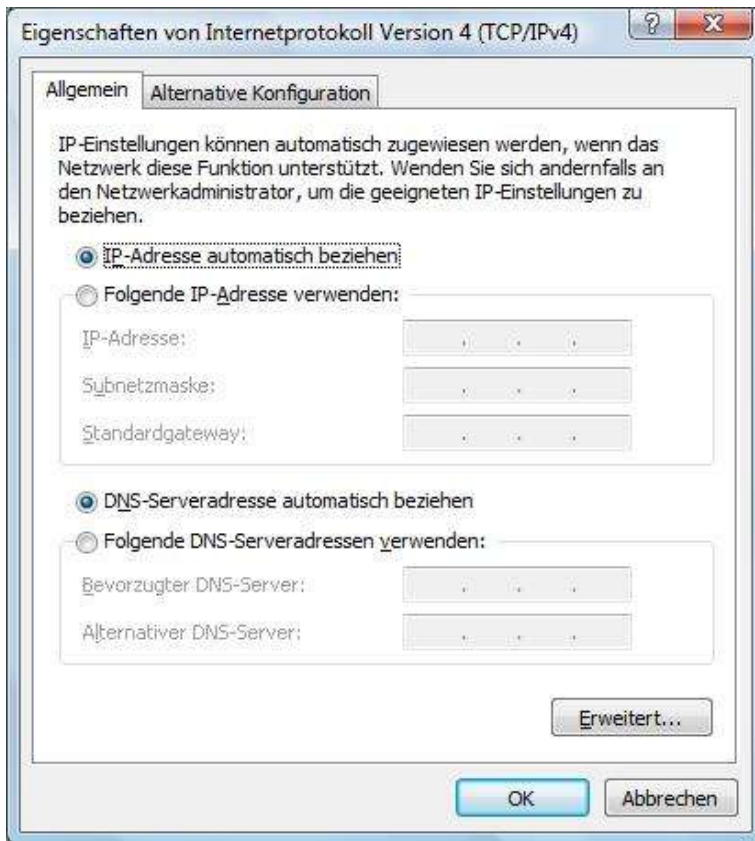 Eigenschaften von Internetprotokoll Version 4 (TCP/IPv4)
?
X
Allgemein
Alternative Konfiguration
IP-Einstellungen können automatisch zugewiesen werden, wenn das
Netzwerk diese Funktion unterstützt. Wenden Sie sich andernfalls an
den Netzwerkadministrator, um die geeigneten IP-Einstellungen zu
beziehen.
IP-Adresse automatisch beziehen
Folgende IP-Adresse verwenden:
IP-Adresse: . . .
Subnetzmaske: . . .
Standardgateway: . . .
DNS-Serveradresse automatisch beziehen
Folgende DNS-Serveradressen verwenden:
Bevorzugter DNS-Server: . . .
Alternativer DNS-Server: . . .
Erweitert...
OK
Abbrechen